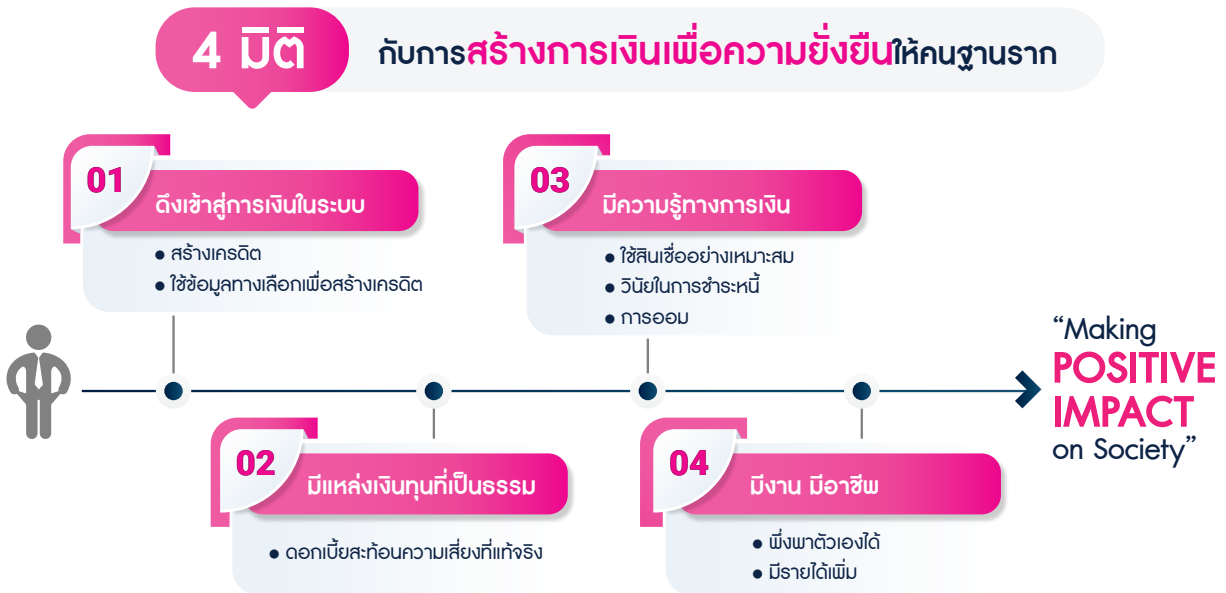 4 มิติ
กับการสร้างการเงินเพื่อความยั่งยืนให้คนฐานราก
01
ดึงเข้าสู่การเงินในระบบ
• สร้างเครดิต
• ใช้ข้อมูลทางเลือกเพื่อสร้างเครดิต
02
มีแหล่งเงินทุนที่เป็นธรรม
• ดอกเบี้ยสะท้อนความเสี่ยงที่แท้จริง
03
มีความรู้ทางการเงิน
• ใช้สินเชื่ออย่างเหมาะสม
• วินัยในการชำระหนี้
• การออม
04
มีงาน มีอาชีพ
• พึ่งพาตัวเองได้
• มีรายได้เพิ่ม
“Making
POSITIVE
IMPACT
on Society”